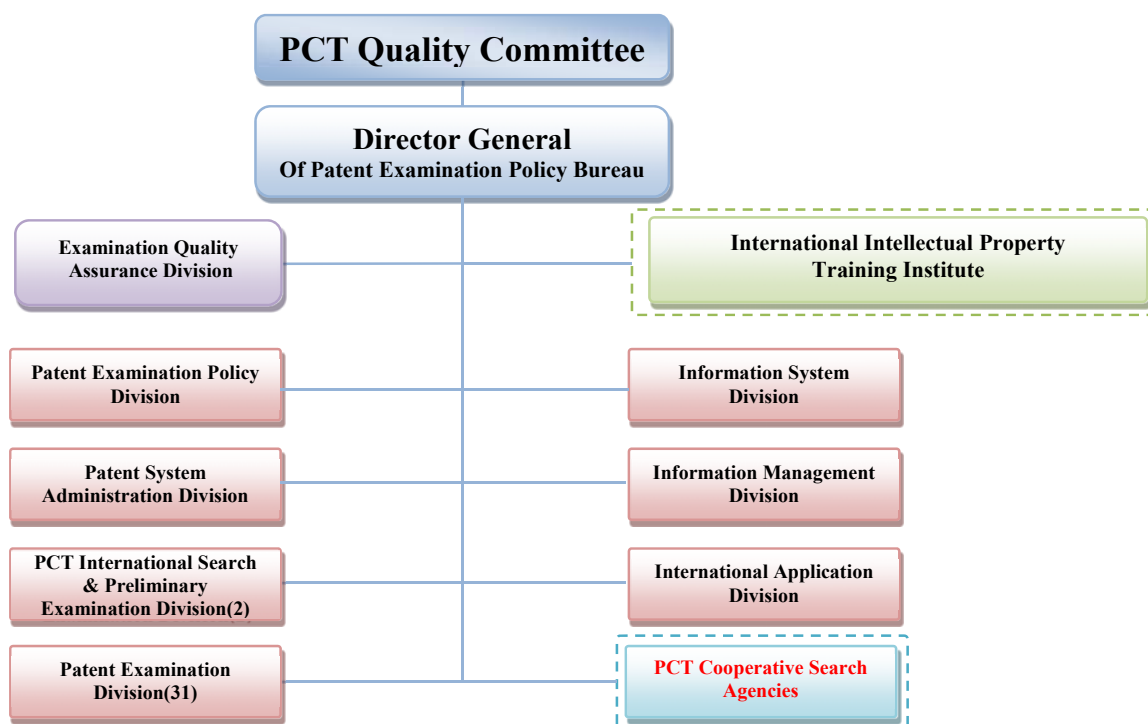 PCT Quality Committee
Director General
Of Patent Examination Policy Bureau
Examination Quality
Assurance Division
International Intellectual Property
Training Institute
Patent Examination Policy
Division
Information System
Division
Patent System
Administration Division
Information Management
Division
PCT International Search
& Preliminary
Examination Division(2)
International Application
Division
Patent Examination
Division(31)
PCT Cooperative Search
Agencies